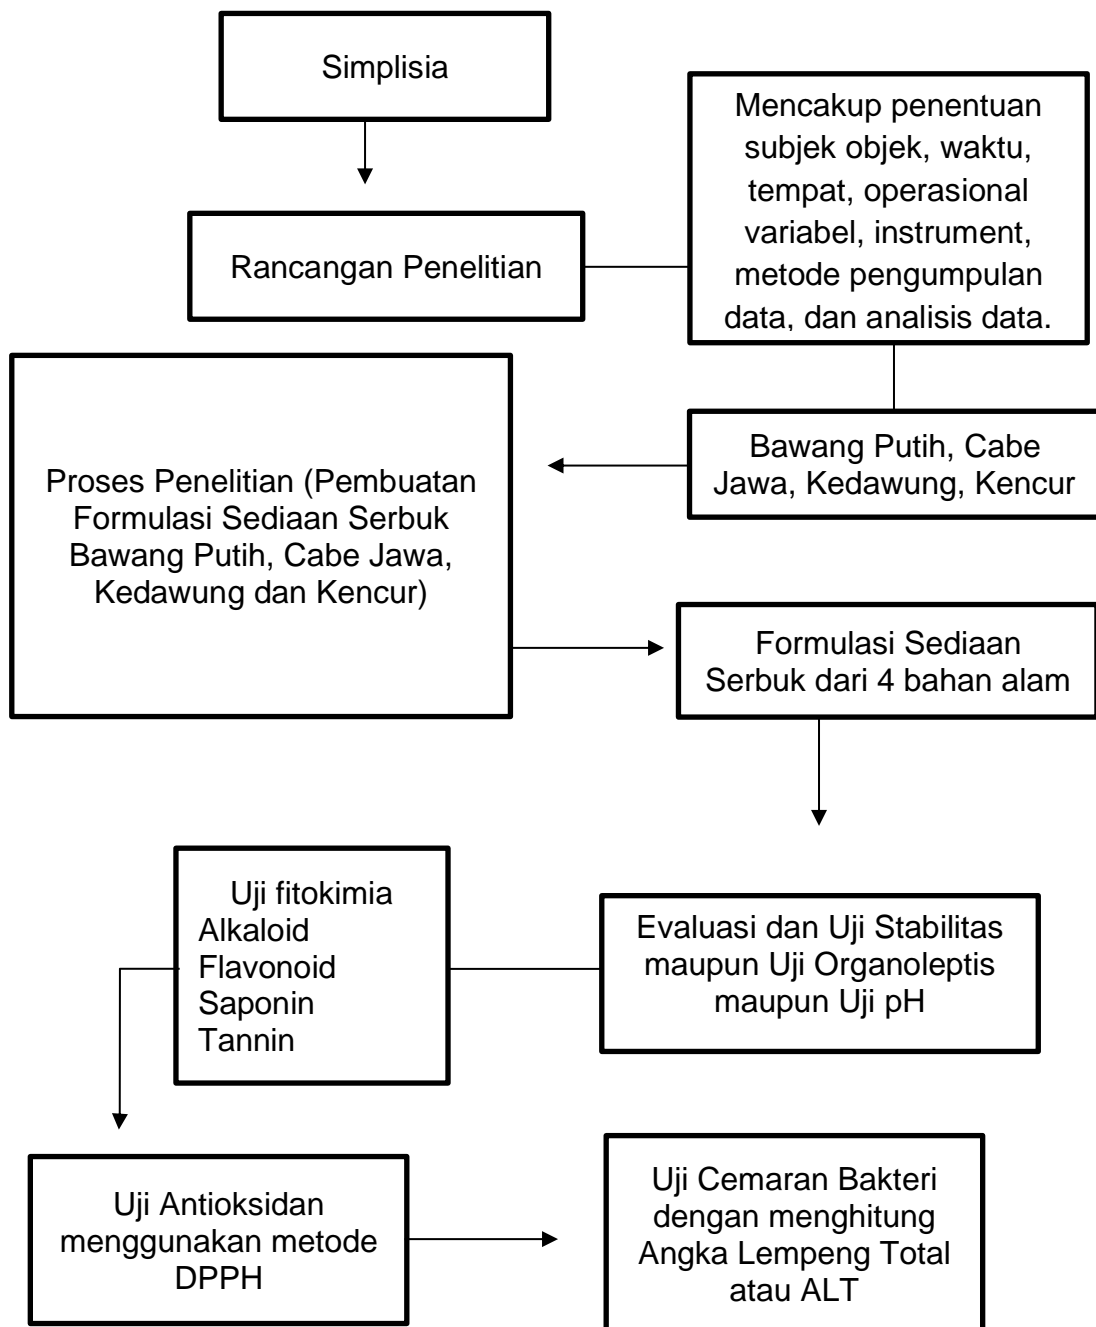 Simplisia
Mencakup penentuan
subjek objek, waktu,
tempat, operasional
variabel, instrument,
metode pengumpulan
data, dan analisis data.
Rancangan Penelitian
Bawang Putih, Cabe
Jawa, Kedawung, Kencur
Proses Penelitian (Pembuatan
Formulasi Sediaan Serbuk
Bawang Putih, Cabe Jawa,
Kedawung dan Kencur)
Formulasi Sediaan
Serbuk dari 4 bahan alam
Evaluasi dan Uji Stabilitas
maupun Uji Organoleptis
maupun Uji pH
Uji fitokimia
Alkaloid
Flavonoid
Saponin
Tannin
Uji Antioksidan
menggunakan metode
DPPH
Uji Cemaran Bakteri
dengan menghitung
Angka Lempeng Total
atau ALT